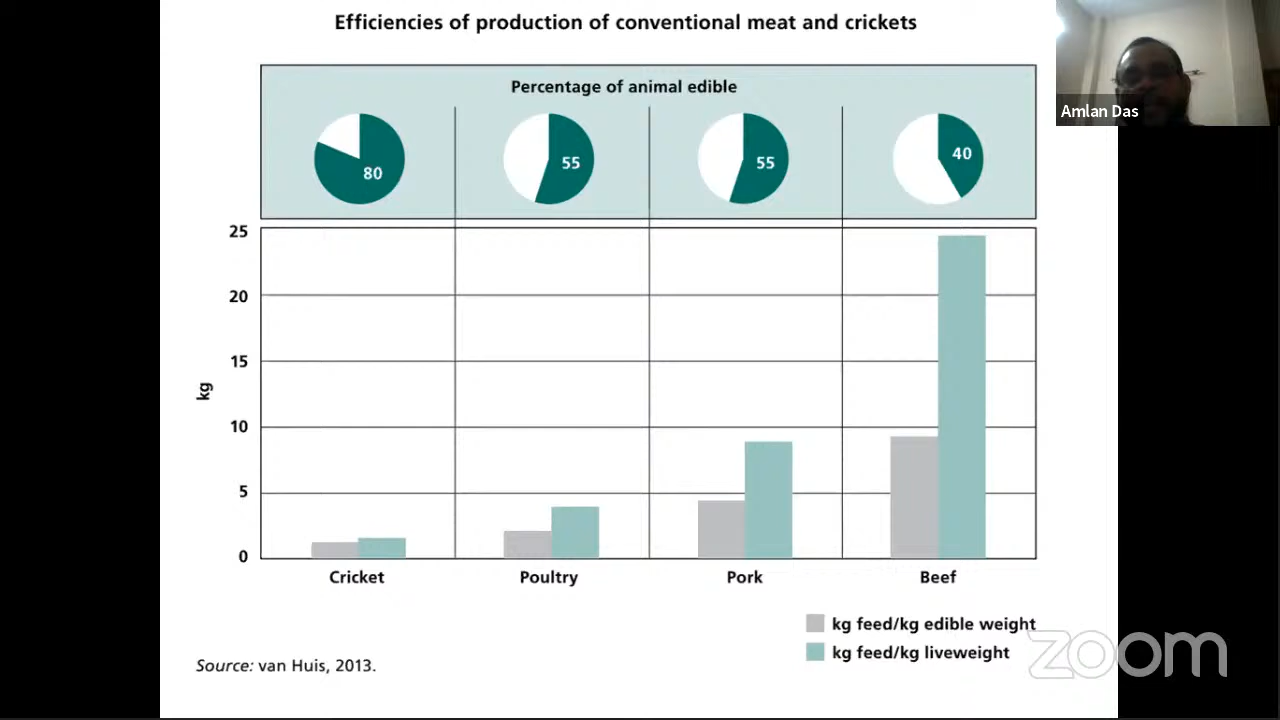 Efficiencies of production of conventional meat and crickets
Amlan Das
Percentage of animal edible
80
55
55
40
25
20
15
10
5
0
kg
Cricket
Poultry
Pork
Beef
kg feed/kg edible weight
kg feed/kg liveweight
Source: van Huis, 2013.
zoom